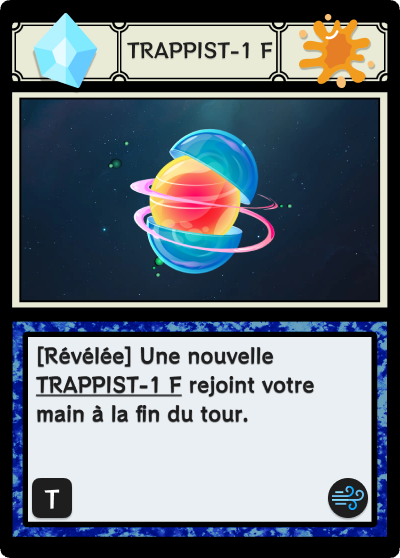 TRAPPIST-1 F
[Révélée] Une nouvelle
TRAPPIST-1 F rejoint votre
main à la fin du tour.
T